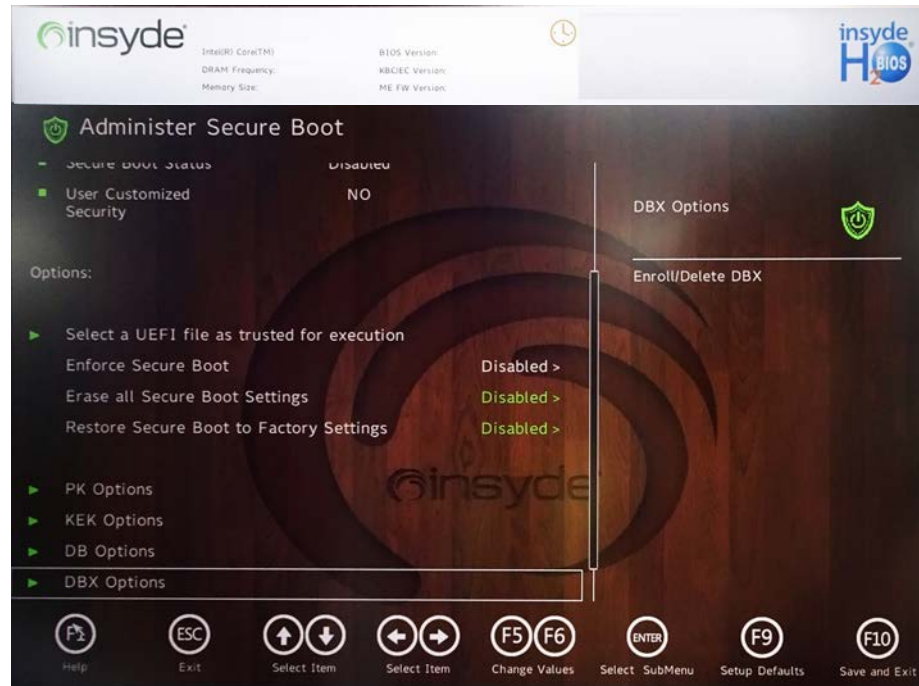 insyde
Intel(R) Core(TM)
BIOS Version:
DRAM Frequency:
KBC/EC Version:
Memory Size:
ME FW Version:
insyde
H2O BIOS
Administer Secure Boot
Secure Boot Status Disabled
User Customized NO
Security
DBX Options
Options:
Enroll/Delete DBX
Select a UEFI file as trusted for execution
Enforce Secure Boot Disabled >
Erase all Secure Boot Settings Disabled >
Restore Secure Boot to Factory Settings Disabled >
insyde
PK Options
KEK Options
DB Options
DBX Options
F1 ESC F5 F6 ENTER F9 F10
Help Exit Select Item Select Item Change Values Select SubMenu Setup Defaults Save and Exit